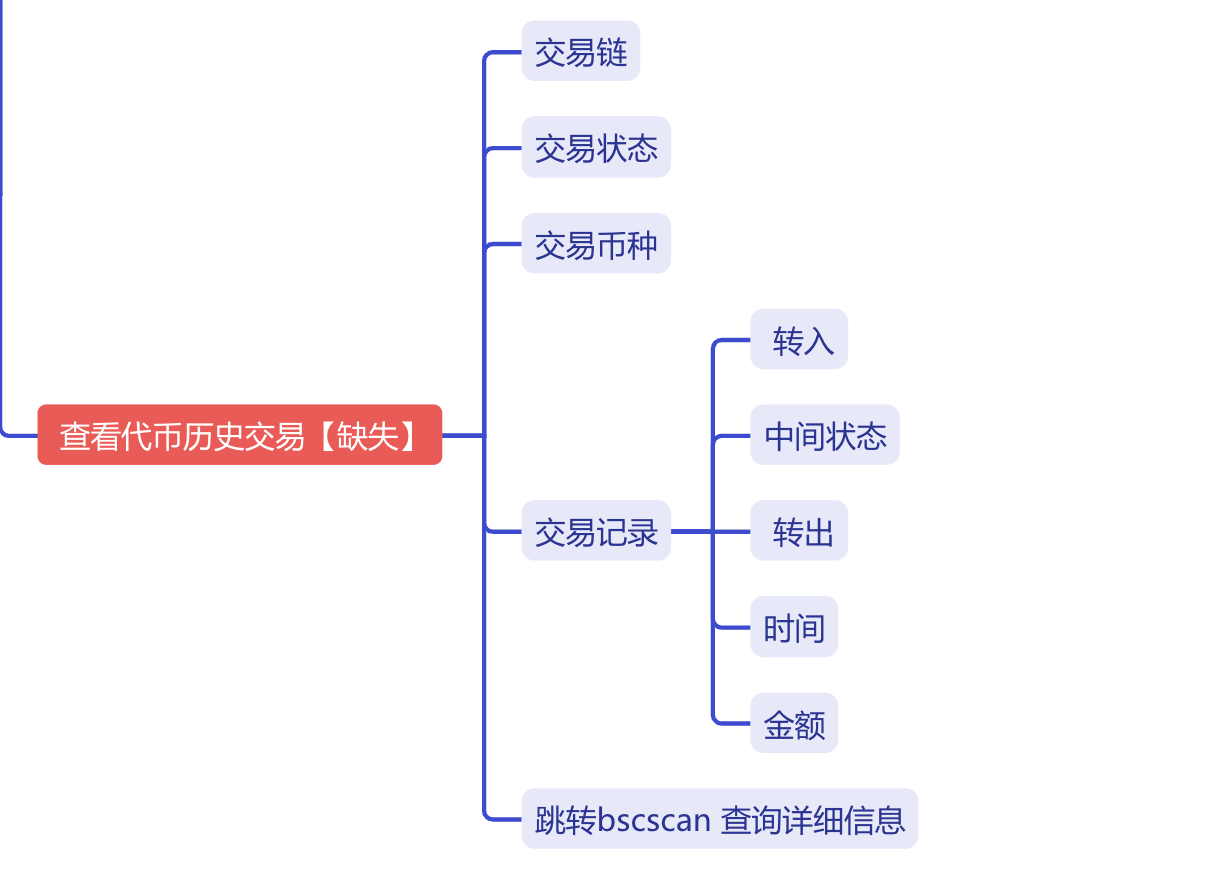 交易链
交易状态
交易币种
转入
查看代币历史交易【缺失】
中间状态
交易记录
转出
时间
金额
跳转bscscan 查询详细信息